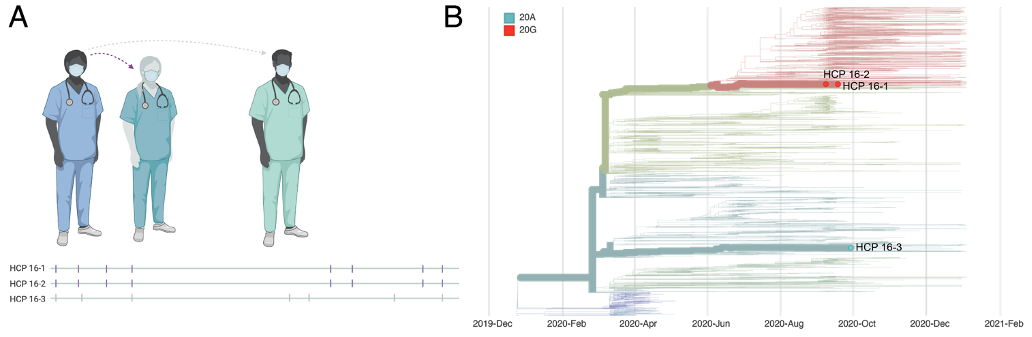 A
B
20A
20G
HCP 16-2
HCP 16-1
HCP 16-3
HCP 16-1
HCP 16-2
HCP 16-3
2019-Dec 2020-Feb 2020-Apr 2020-Jun 2020-Aug 2020-Oct 2020-Dec 2021-Feb